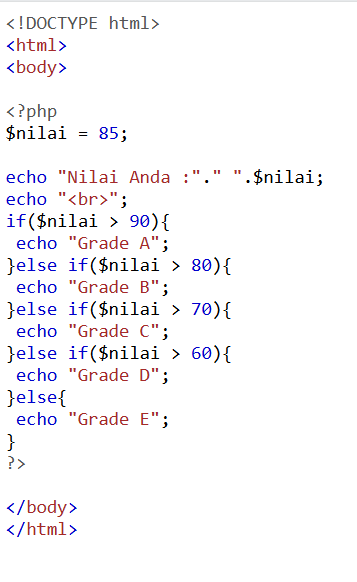 <!DOCTYPE html>
<html>
<body>
<?php
$nilai = 85;
echo "Nilai Anda :"." ".$nilai;
echo "<br>";
if($nilai > 90){
 echo "Grade A";
}else if($nilai > 80){
 echo "Grade B";
}else if($nilai > 70){
 echo "Grade C";
}else if($nilai > 60){
 echo "Grade D";
}else{
 echo "Grade E";
}
?>
</body>
</html>